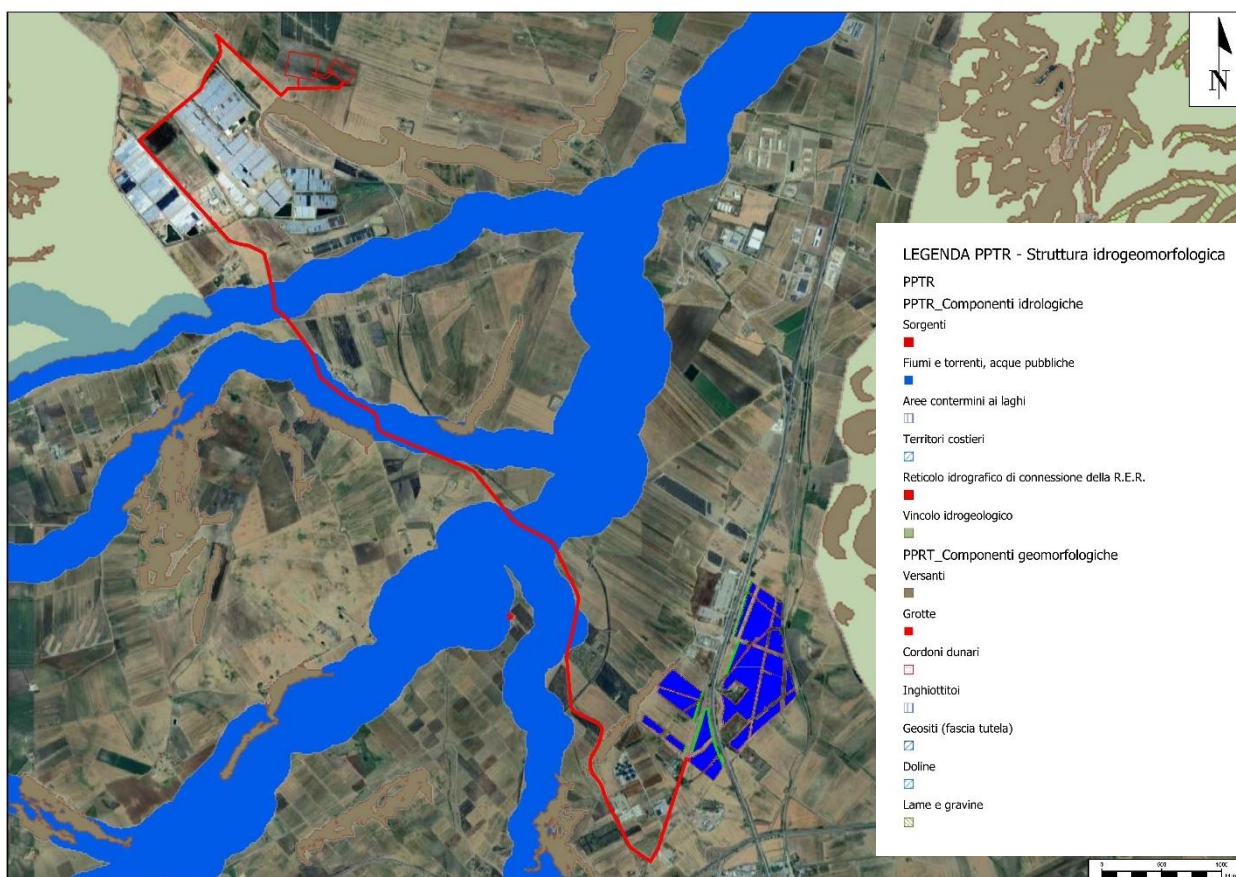 N
LEGENDA PPTR - Struttura idrogeomorfologica
PPTR
PPTR_Componenti idrologiche
Sorgenti
Fiumi e torrenti, acque pubbliche
Aree contermini ai laghi
Territori costieri
Reticolo idrografico di connessione della R.E.R.
Vincolo idrogeologico
PPRT_Componenti geomorfologiche
Versanti
Grotte
Cordoni dunari
Inghiottitoi
Geositi (fascia tutela)
Doline
Lame e gravine